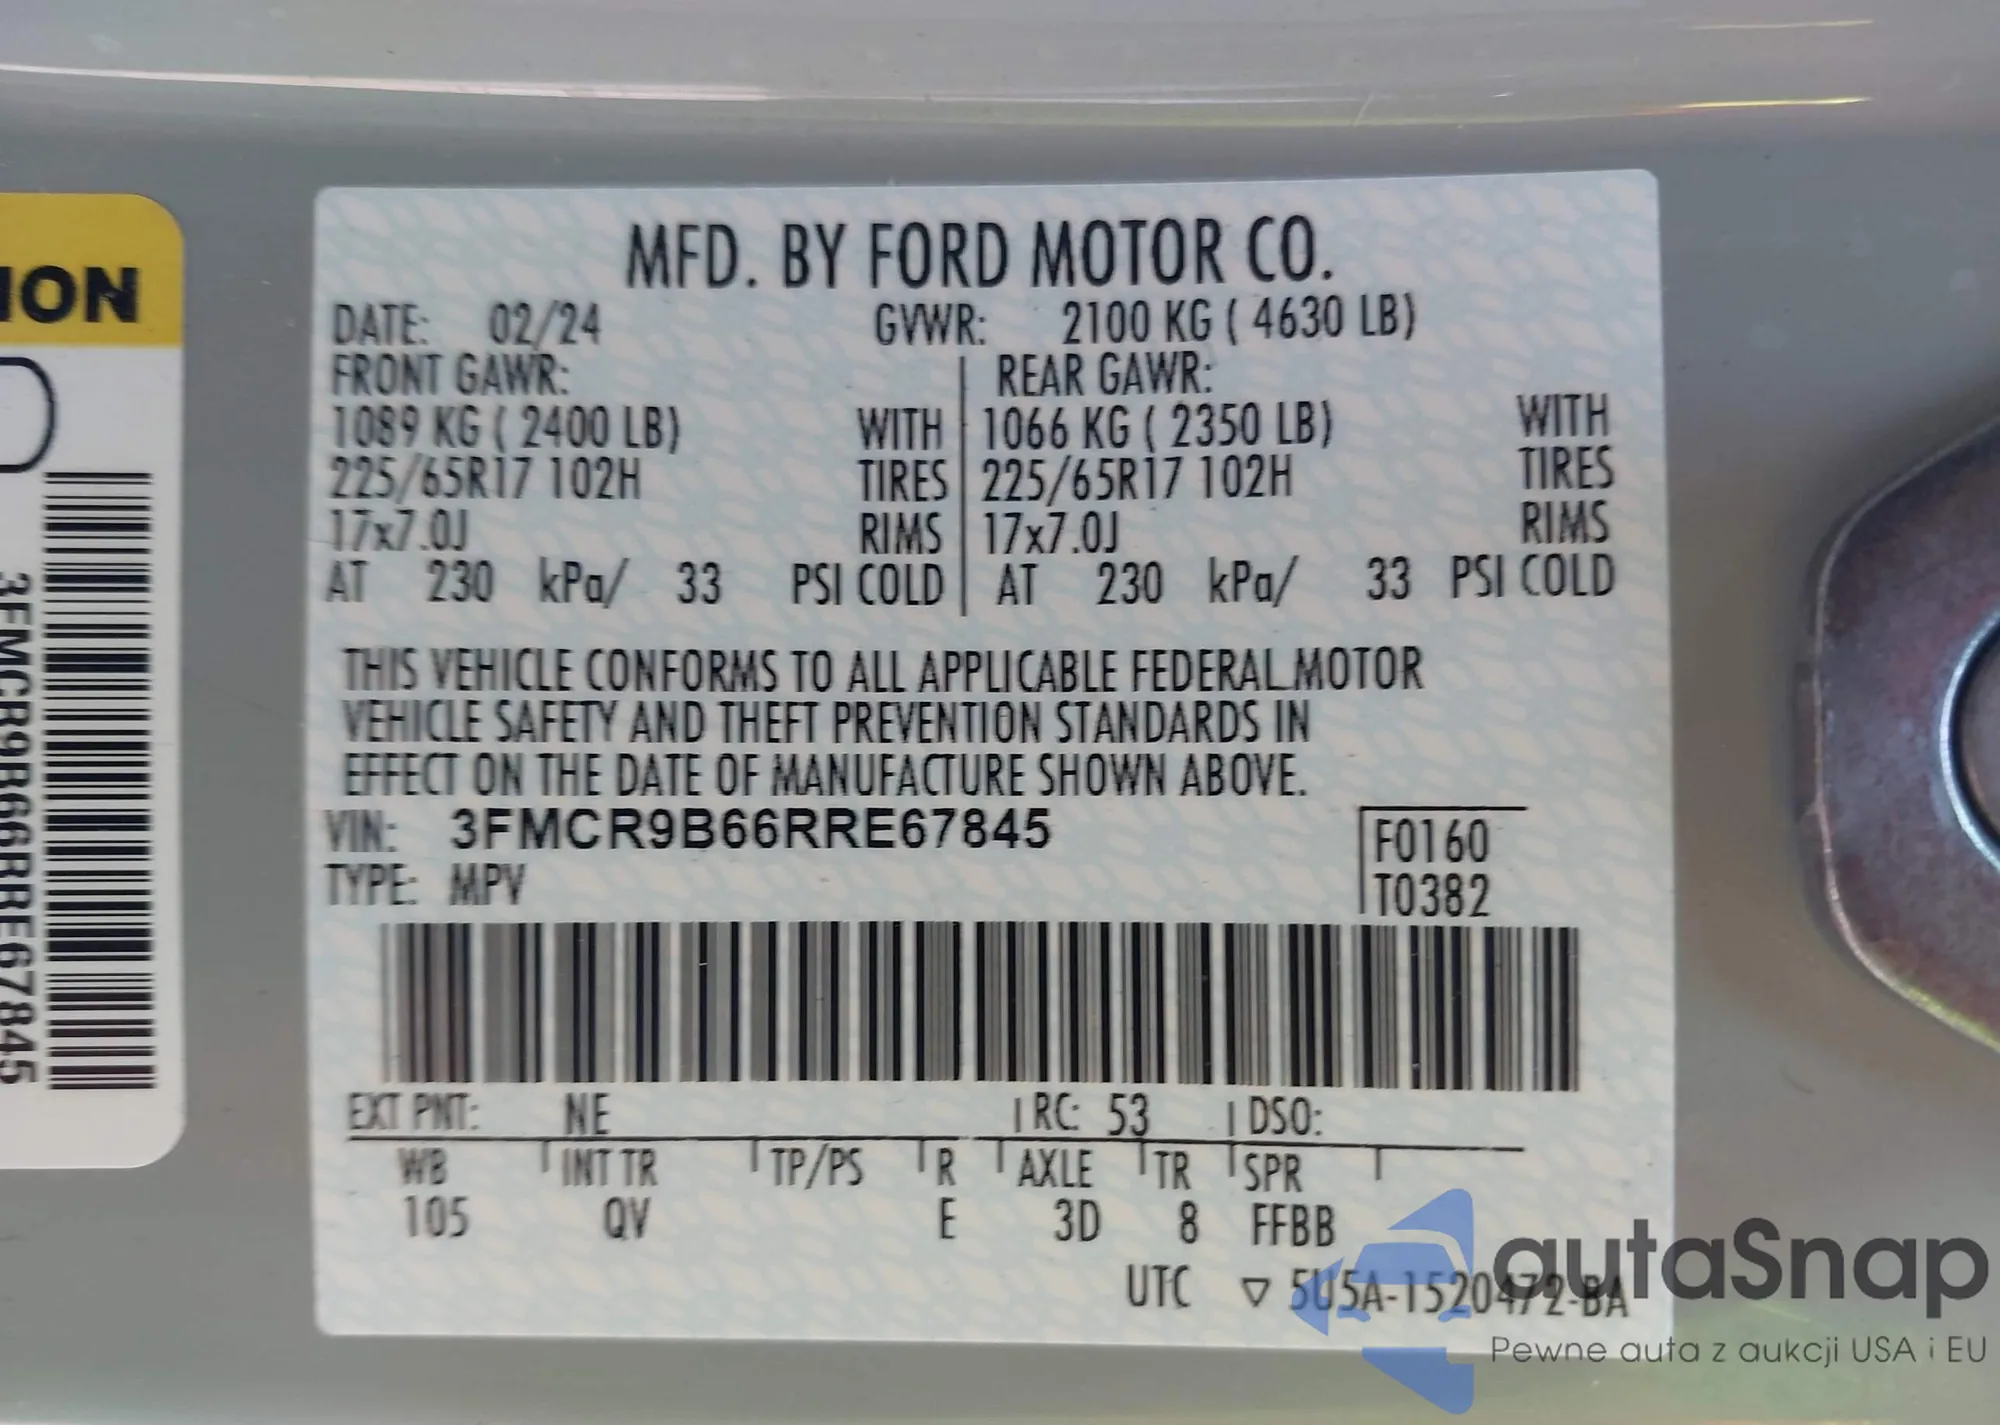 ION
3FMCR9B66RRE67845
MFD. BY FORD MOTOR CO.
DATE: 02/24 GVWR: 2100 KG ( 4630 LB)
FRONT GAWR: REAR GAWR:
1089 KG ( 2400 LB) WITH 1066 KG ( 2350 LB) WITH
225/65R17 102H TIRES 225/65R17 102H TIRES
17x7.0J RIMS 17x7.0J RIMS
AT 230 kPa/ 33 PSI COLD AT 230 kPa/ 33 PSI COLD
THIS VEHICLE CONFORMS TO ALL APPLICABLE FEDERAL MOTOR
VEHICLE SAFETY AND THEFT PREVENTION STANDARDS IN
EFFECT ON THE DATE OF MANUFACTURE SHOWN ABOVE.
VIN: 3FMCR9B66RRE67845 F0160
TYPE: MPV T0382
EXT PNT: NE RC: 53 DSO:
WB INT TR TP/PS R AXLE TR SPR
105 QV E 3D 8 FFBB
UTC ▽ 5U5A-1520472-BA
autaSnap
Pewne auta z aukcji USA i EU